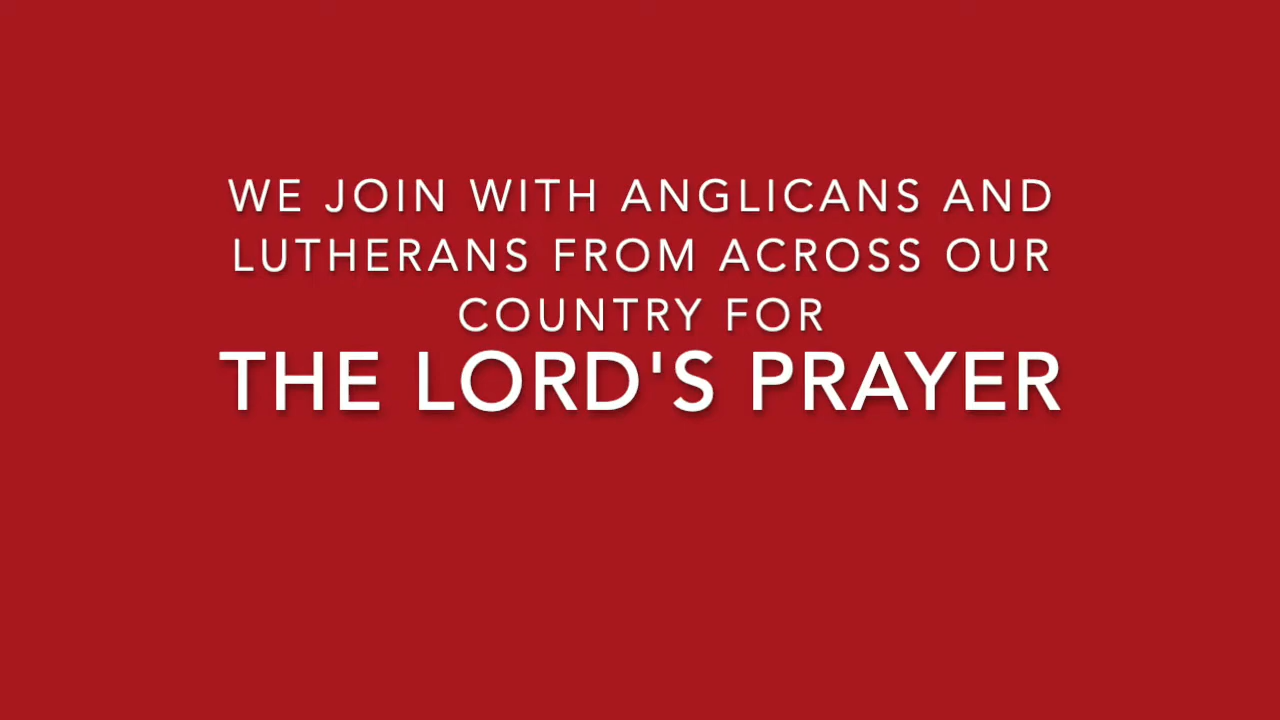 WE JOIN WITH ANGLICANS AND
LUTHERANS FROM ACROSS OUR
COUNTRY FOR
THE LORD'S PRAYER